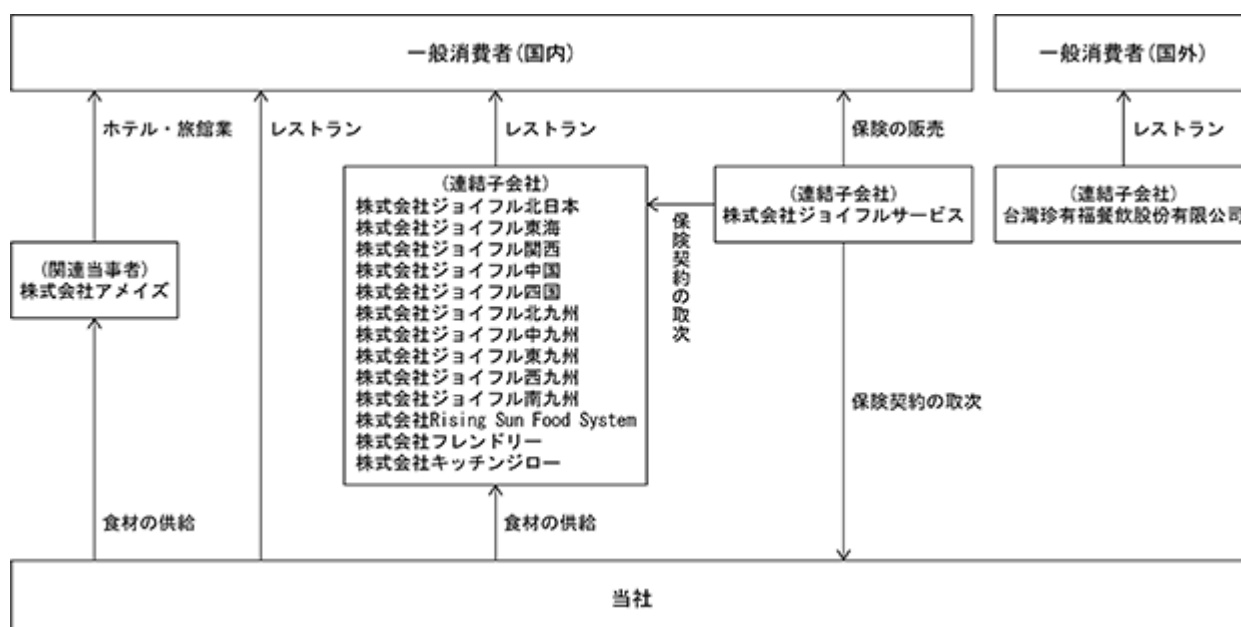 一般消費者(国内)
一般消費者(国外)
ホテル・旅館業
レストラン
レストラン
保険の販売
レストラン
(連結子会社)
株式会社ジョイフル北日本
株式会社ジョイフル東海
株式会社ジョイフル関西
株式会社ジョイフル中国
株式会社ジョイフル四国
株式会社ジョイフル北九州
株式会社ジョイフル中九州
株式会社ジョイフル東九州
株式会社ジョイフル西九州
株式会社ジョイフル南九州
株式会社Rising Sun Food System
株式会社フレンドリー
株式会社キッチンジロー
保険契約の取次
(連結子会社)
株式会社ジョイフルサービス
(連結子会社)
台灣珍有福餐飲股份有限公司
(関連当事者)
株式会社アメイズ
保険契約の取次
食材の供給
食材の供給
当社